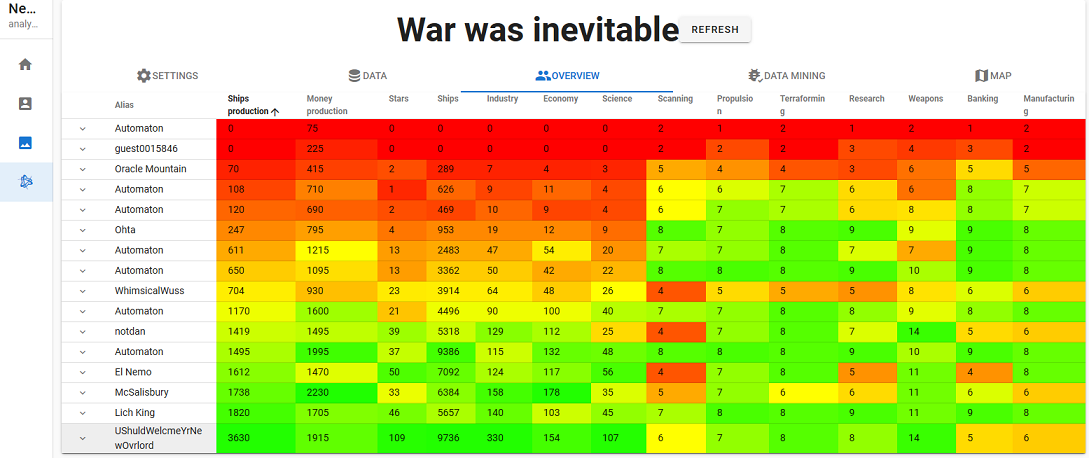 Ne...
analy...
War was inevitable
REFRESH
SETTINGS DATA OVERVIEW DATA MINING MAP
Alias Ships production Money production Stars Ships Industry Economy Science Scanning Propulsion Terraforming Research Weapons Banking Manufacturing
Automaton 0 75 0 0 0 0 0 2 1 2 1 2 1 2
guest0015846 0 225 0 0 0 0 0 2 2 2 3 4 3 2
Oracle Mountain 70 415 2 289 7 4 3 5 4 4 3 6 5 5
Automaton 108 710 1 626 9 11 4 6 6 7 6 6 8 7
Automaton 120 690 2 469 10 9 4 6 7 7 6 8 8 7
Ohta 247 795 4 953 19 12 9 8 7 8 8 9 9 8
Automaton 611 1215 13 2483 47 54 20 7 7 8 7 7 9 8
Automaton 650 1095 13 3362 50 42 22 8 8 8 9 10 9 8
WhimsicalWuss 704 930 23 3914 64 48 26 4 5 5 5 8 6 6
Automaton 1170 1600 21 4496 90 100 40 7 7 8 8 9 8 8
notdan 1419 1495 39 5318 129 112 25 4 7 8 7 14 5 6
Automaton 1495 1995 37 9386 115 132 48 8 8 8 9 10 9 8
El Nemo 1612 1470 50 7092 124 117 56 4 7 8 5 11 4 8
McSalisbury 1738 2230 33 6384 158 178 35 5 7 6 6 11 6 6
Lich King 1820 1705 46 5657 140 103 45 7 8 8 9 11 9 8
UShuldWelcmeYrNe
wOvrlord 3630 1915 109 9736 330 154 107 6 7 8 8 14 5 6